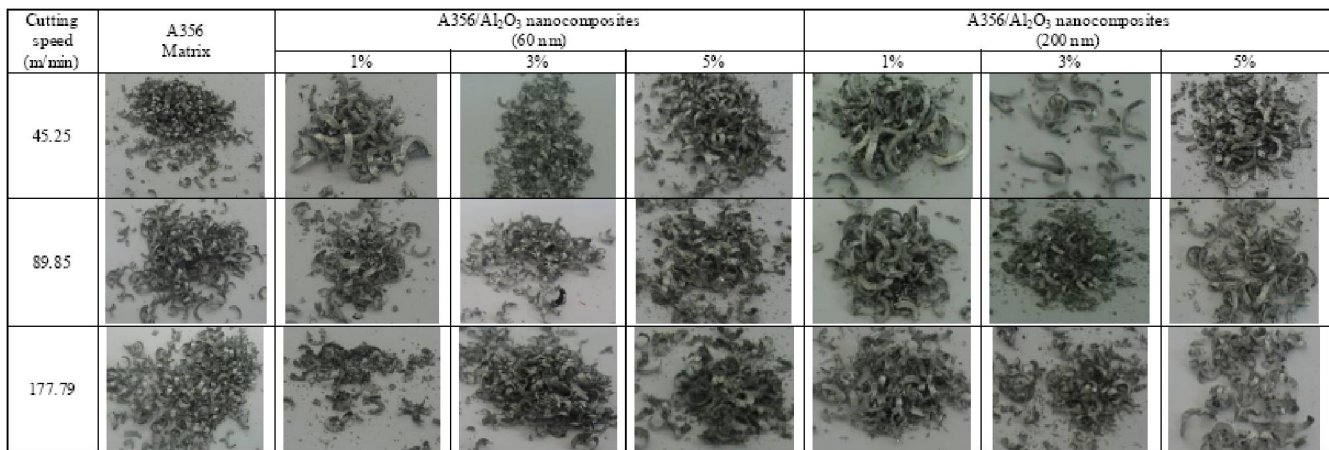 Cutting speed (m/min)
A356 Matrix
A356/Al₂O₃ nanocomposites (60 nm)
A356/Al₂O₃ nanocomposites (200 nm)
1%
3%
5%
1%
3%
5%
45.25
89.85
177.79